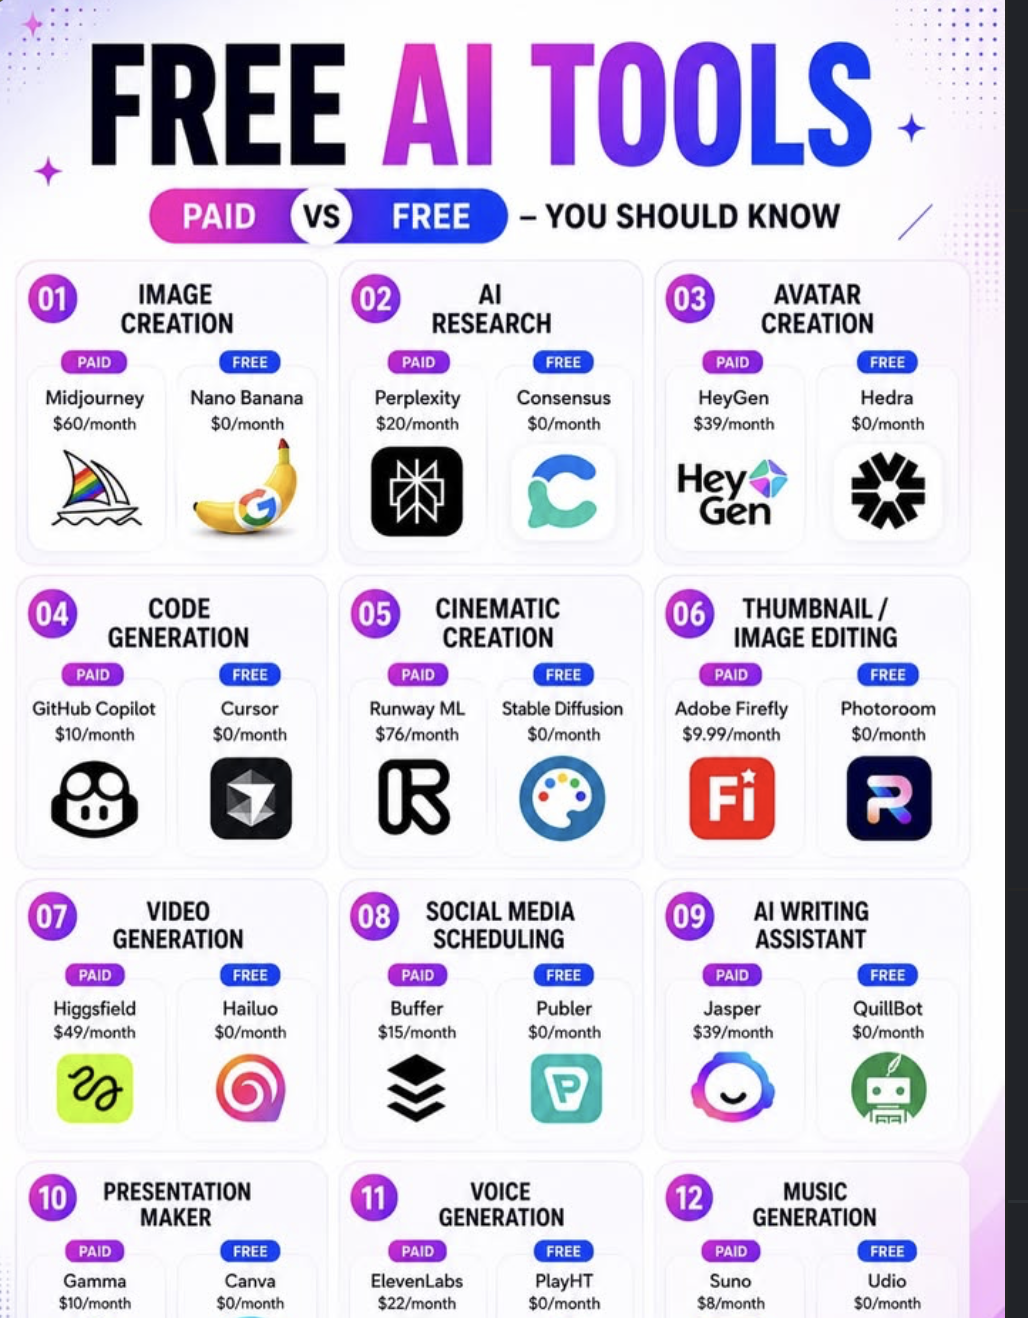 FREE AI TOOLS
PAID VS FREE – YOU SHOULD KNOW
01 IMAGE
CREATION
PAID
Midjourney
$60/month
FREE
Nano Banana
$0/month
G
02 AI
RESEARCH
PAID
Perplexity
$20/month
FREE
Consensus
$0/month
03 AVATAR
CREATION
PAID
HeyGen
$39/month
Hey
Gen
FREE
Hedra
$0/month
04 CODE
GENERATION
PAID
GitHub Copilot
$10/month
FREE
Cursor
$0/month
05 CINEMATIC
CREATION
PAID
Runway ML
$76/month
R
FREE
Stable Diffusion
$0/month
06 THUMBNAIL /
IMAGE EDITING
PAID
Adobe Firefly
$9.99/month
Fi
FREE
Photoroom
$0/month
R
07 VIDEO
GENERATION
PAID
Higgsfield
$49/month
FREE
Hailuo
$0/month
08 SOCIAL MEDIA
SCHEDULING
PAID
Buffer
$15/month
FREE
Publer
$0/month
P
09 AI WRITING
ASSISTANT
PAID
Jasper
$39/month
FREE
QuillBot
$0/month
10 PRESENTATION
MAKER
PAID
Gamma
$10/month
FREE
Canva
$0/month
11 VOICE
GENERATION
PAID
ElevenLabs
$22/month
FREE
PlayHT
$0/month
12 MUSIC
GENERATION
PAID
Suno
$8/month
FREE
Udio
$0/month